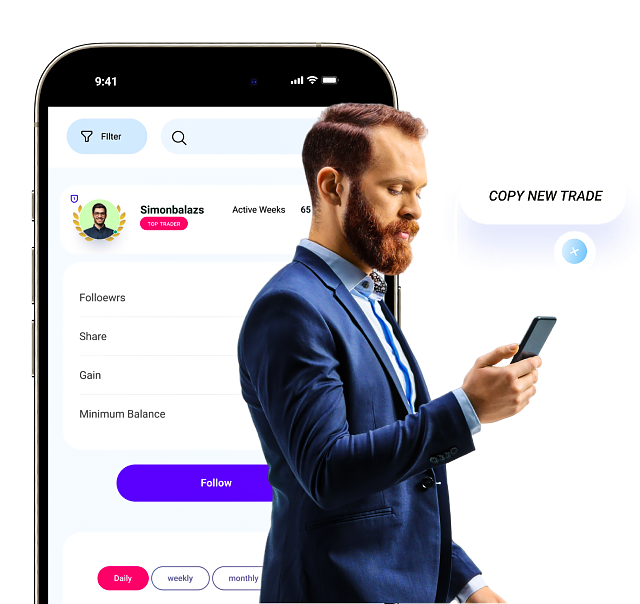 9:41
Filter
Simonbalazs
TOP TRADER
Active Weeks 65
COPY NEW TRADE
Folloewrs
Share
Gain
Minimum Balance
Follow
Daily
weekly
monthly